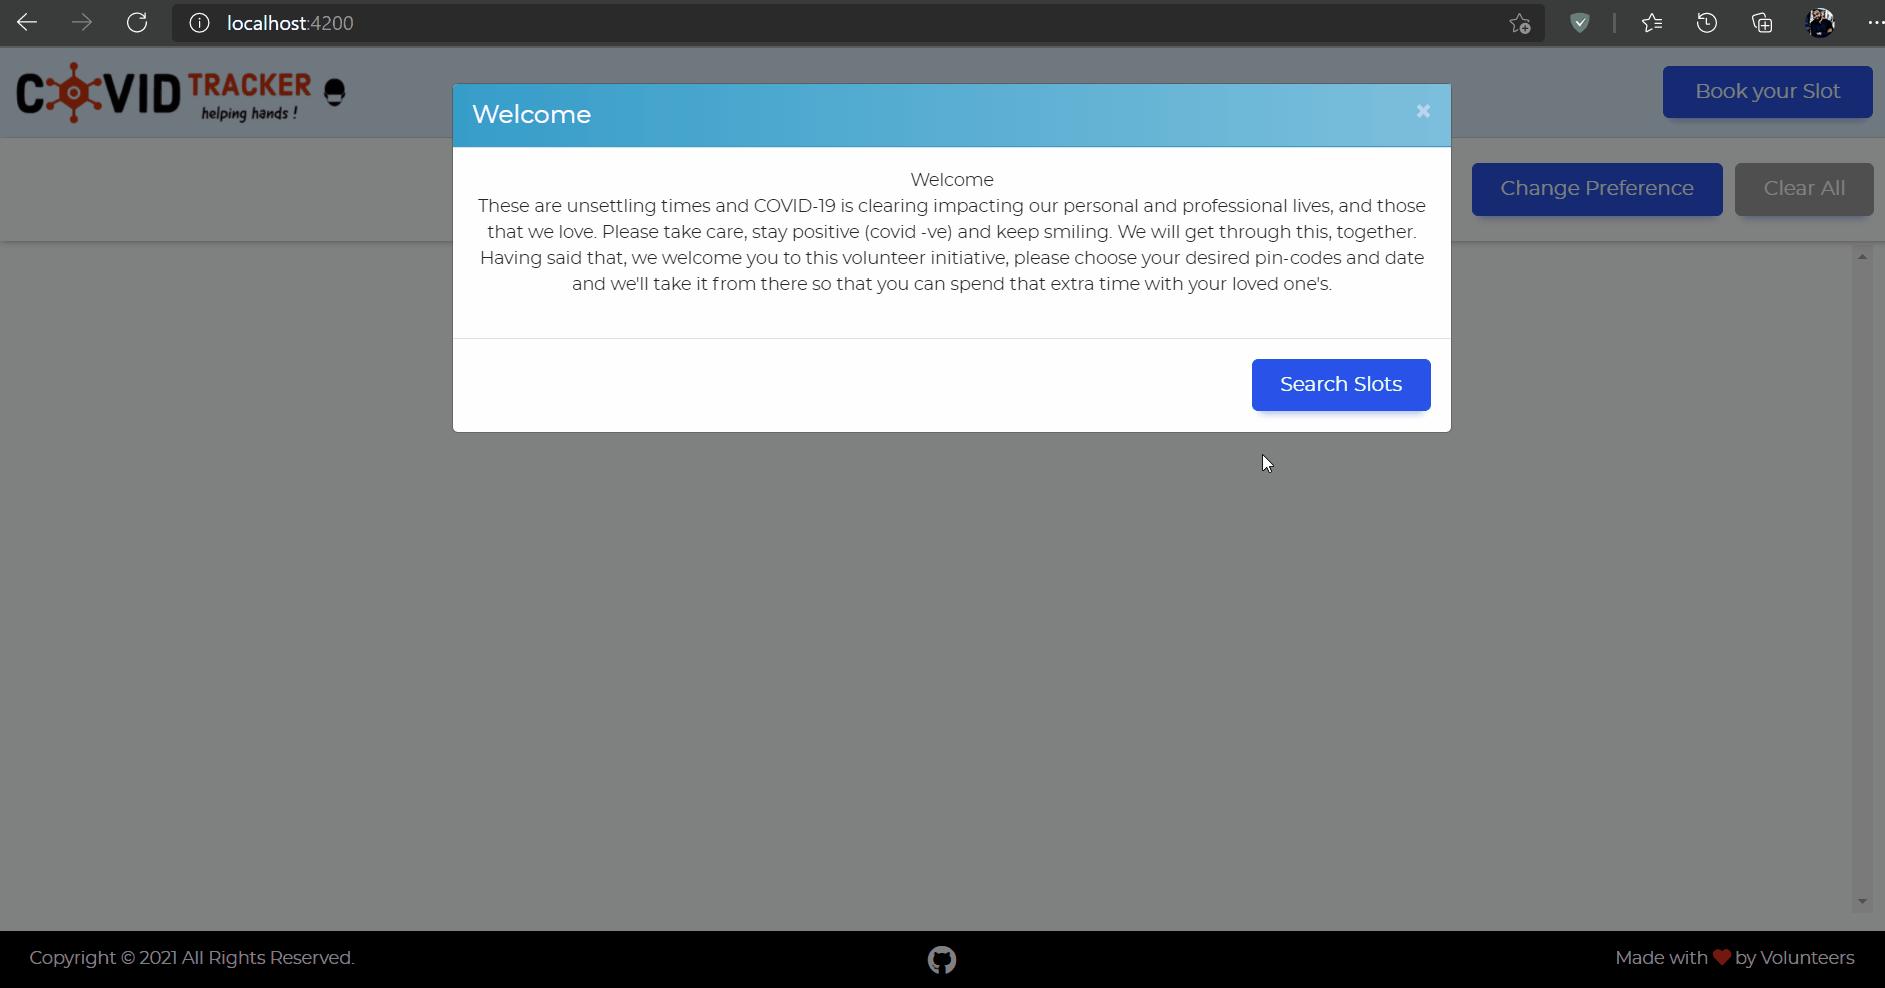 localhost:4200
COVID TRACKER
helping hands !
Book your Slot
Welcome
×
Change Preference
Clear All
Welcome
These are unsettling times and COVID-19 is clearing impacting our personal and professional lives, and those
that we love. Please take care, stay positive (covid -ve) and keep smiling. We will get through this, together.
Having said that, we welcome you to this volunteer initiative, please choose your desired pin-codes and date
and we'll take it from there so that you can spend that extra time with your loved one's.
Search Slots
Copyright © 2021 All Rights Reserved.
Made with ❤ by Volunteers